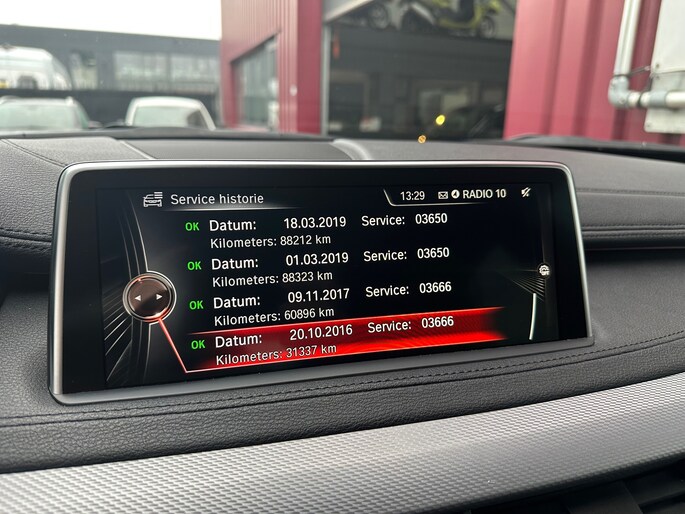 Service historie
13:29 RADIO 10
OK Datum: 18.03.2019 Service: 03650
Kilometers: 88212 km
OK Datum: 01.03.2019 Service: 03650
Kilometers: 88323 km
OK Datum: 09.11.2017 Service: 03666
Kilometers: 60896 km
OK Datum: 20.10.2016 Service: 03666
Kilometers: 31337 km